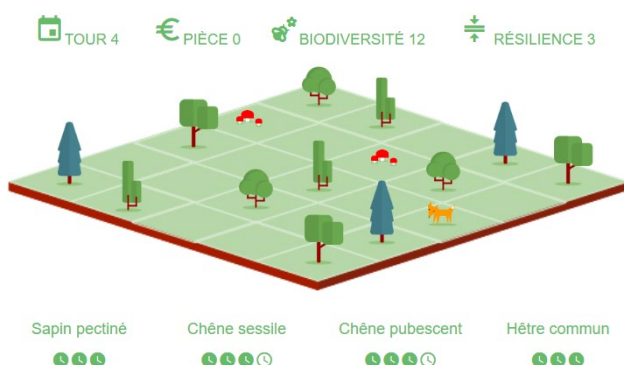 TOUR 4 PIÈCE 0 BIODIVERSITÉ 12 RÉSILIENCE 3
Sapin pectiné Chêne sessile Chêne pubescent Hêtre commun